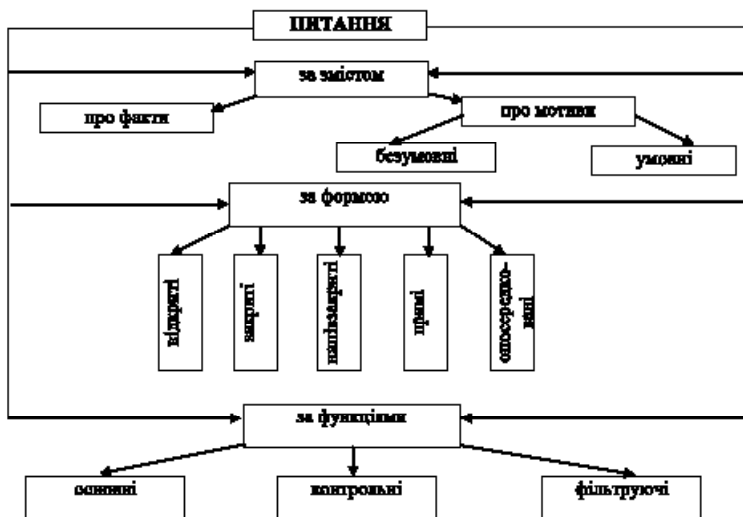 ПИТАННЯ
за змістом
про факти
про мотиви
безумовні
умовні
за формою
відкриті
закриті
напівзакриті
прямі
опосередко-
вані
за функціями
основні
контрольні
фільтруючі